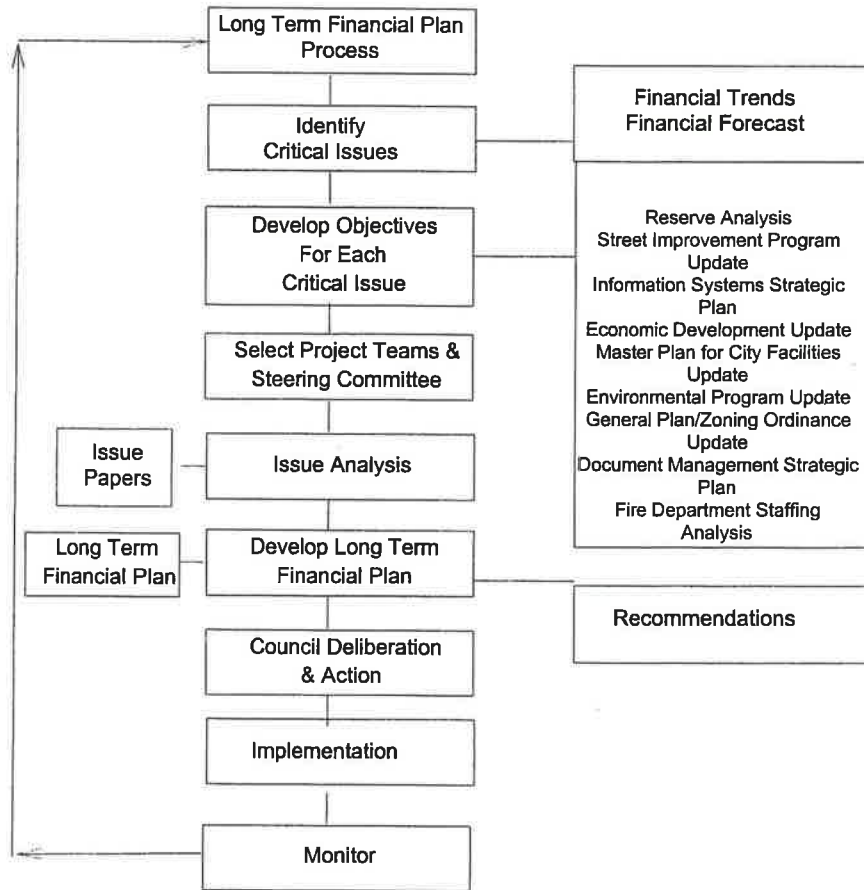 Long Term Financial Plan
Process
Identify
Critical Issues
Financial Trends
Financial Forecast
Develop Objectives
For Each
Critical Issue
Reserve Analysis
Street Improvement Program
Update
Information Systems Strategic
Plan
Economic Development Update
Master Plan for City Facilities
Update
Environmental Program Update
General Plan/Zoning Ordinance
Update
Document Management Strategic
Plan
Fire Department Staffing
Analysis
Select Project Teams &
Steering Committee
Issue
Papers
Issue Analysis
Long Term
Financial Plan
Develop Long Term
Financial Plan
Recommendations
Council Deliberation
& Action
Implementation
Monitor